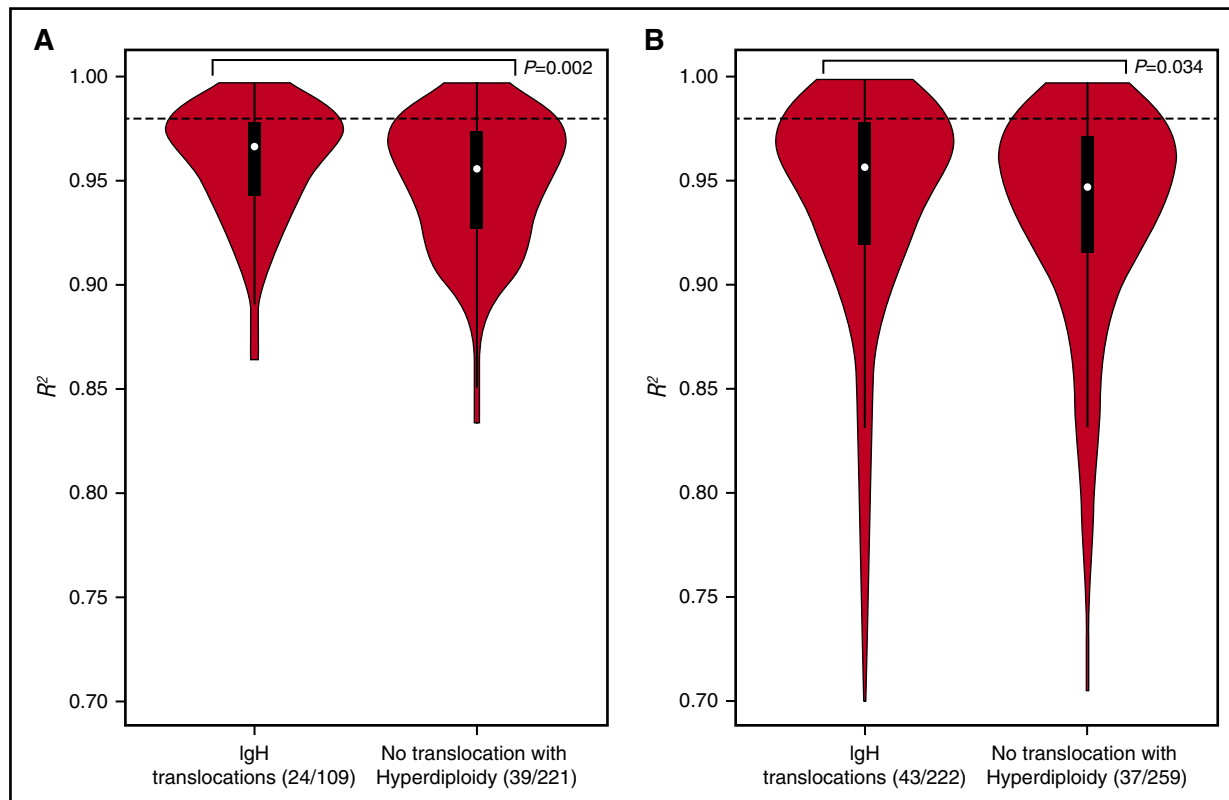 A
P=0.002
1.00
0.95
0.90
0.85
0.80
0.75
0.70
R²
IgH
translocations (24/109)
No translocation with
Hyperdiploidy (39/221)
B
P=0.034
1.00
0.95
0.90
0.85
0.80
0.75
0.70
R²
IgH
translocations (43/222)
No translocation with
Hyperdiploidy (37/259)